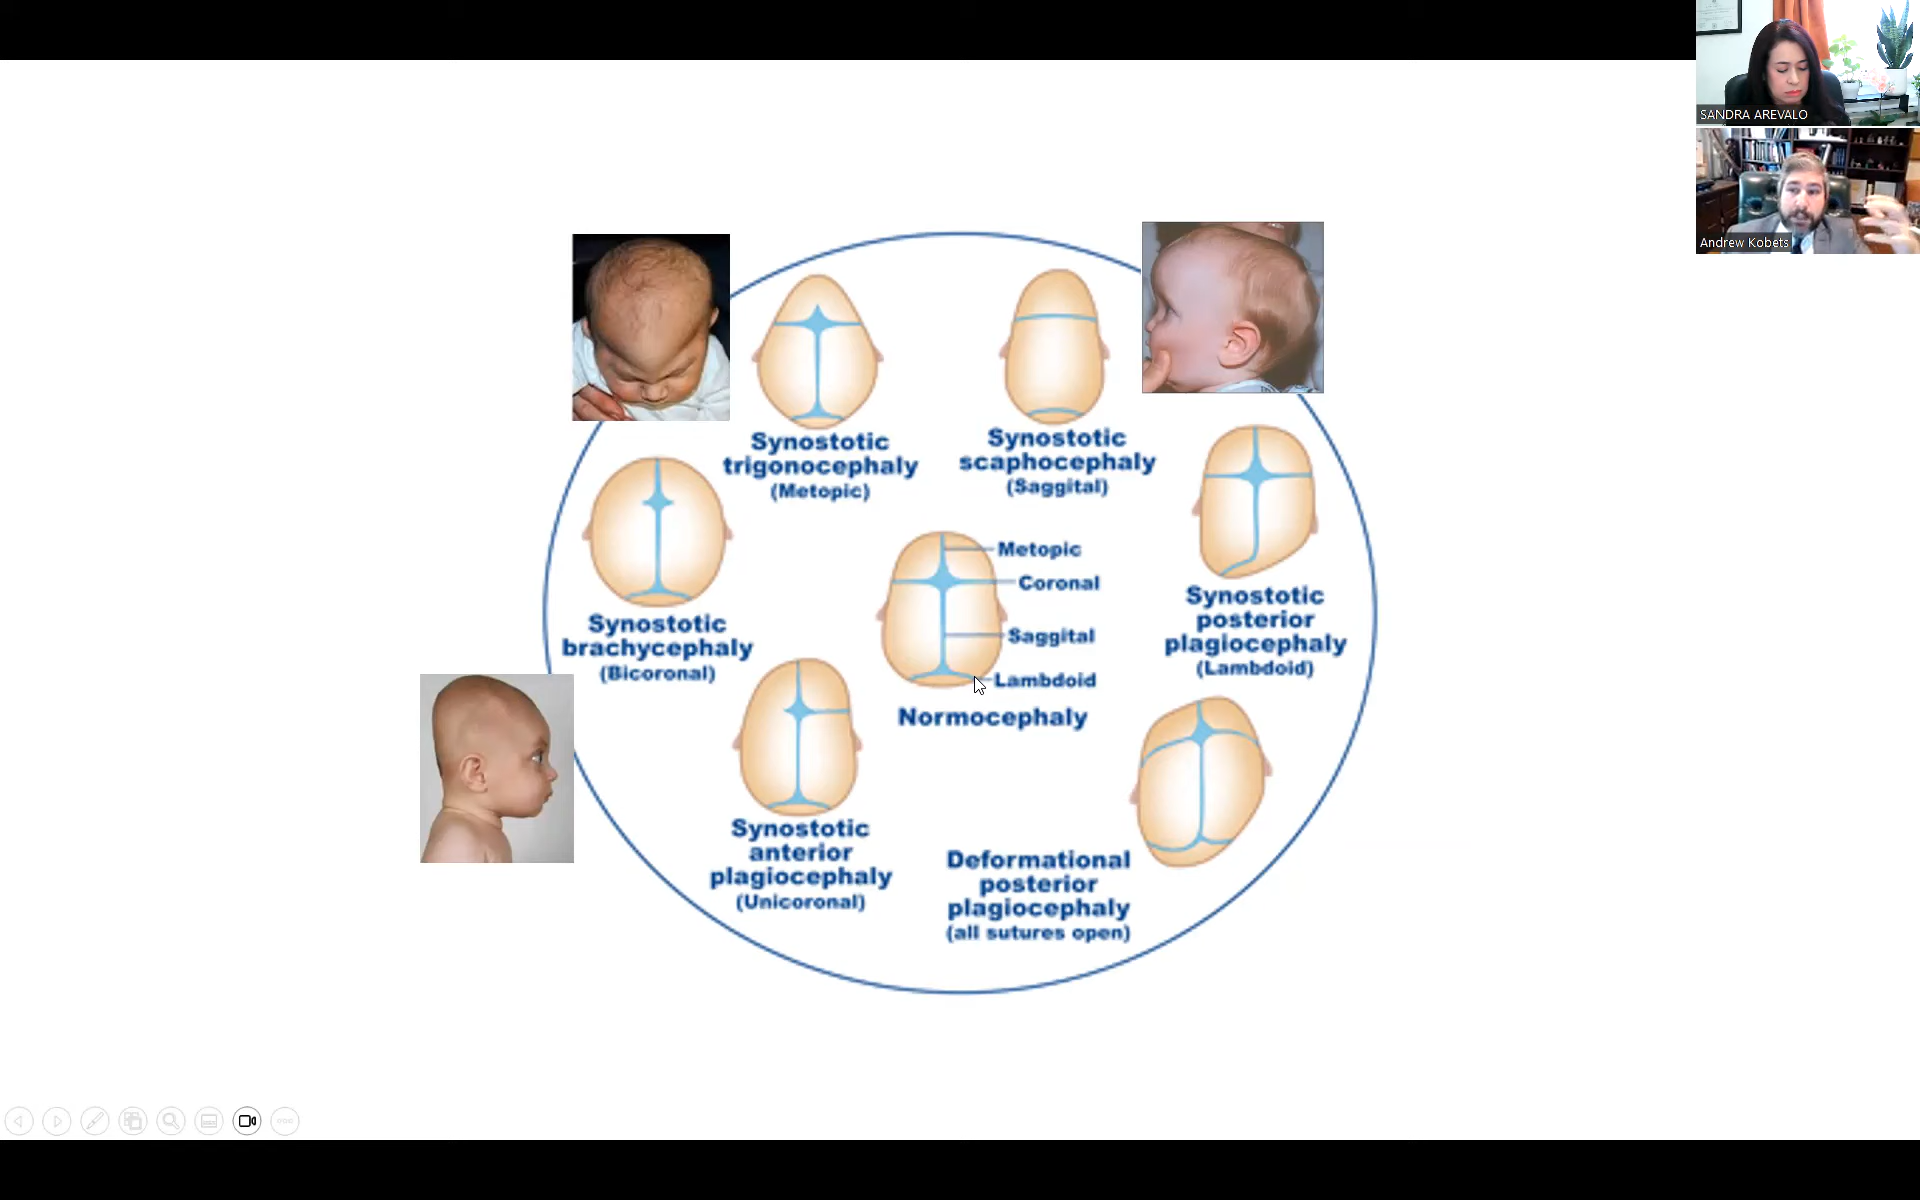 SANDRA AREVALO
Andrew Kobets
Synostotic
trigonocephaly
(Metopic)
Synostotic
scaphocephaly
(Saggital)
Synostotic
brachycephaly
(Bicoronal)
Metopic
Coronal
Saggital
Lambdoid
Normocephaly
Synostotic
posterior
plagiocephaly
(Lambdoid)
Synostotic
anterior
plagiocephaly
(Unicoronal)
Deformational
posterior
plagiocephaly
(all sutures open)